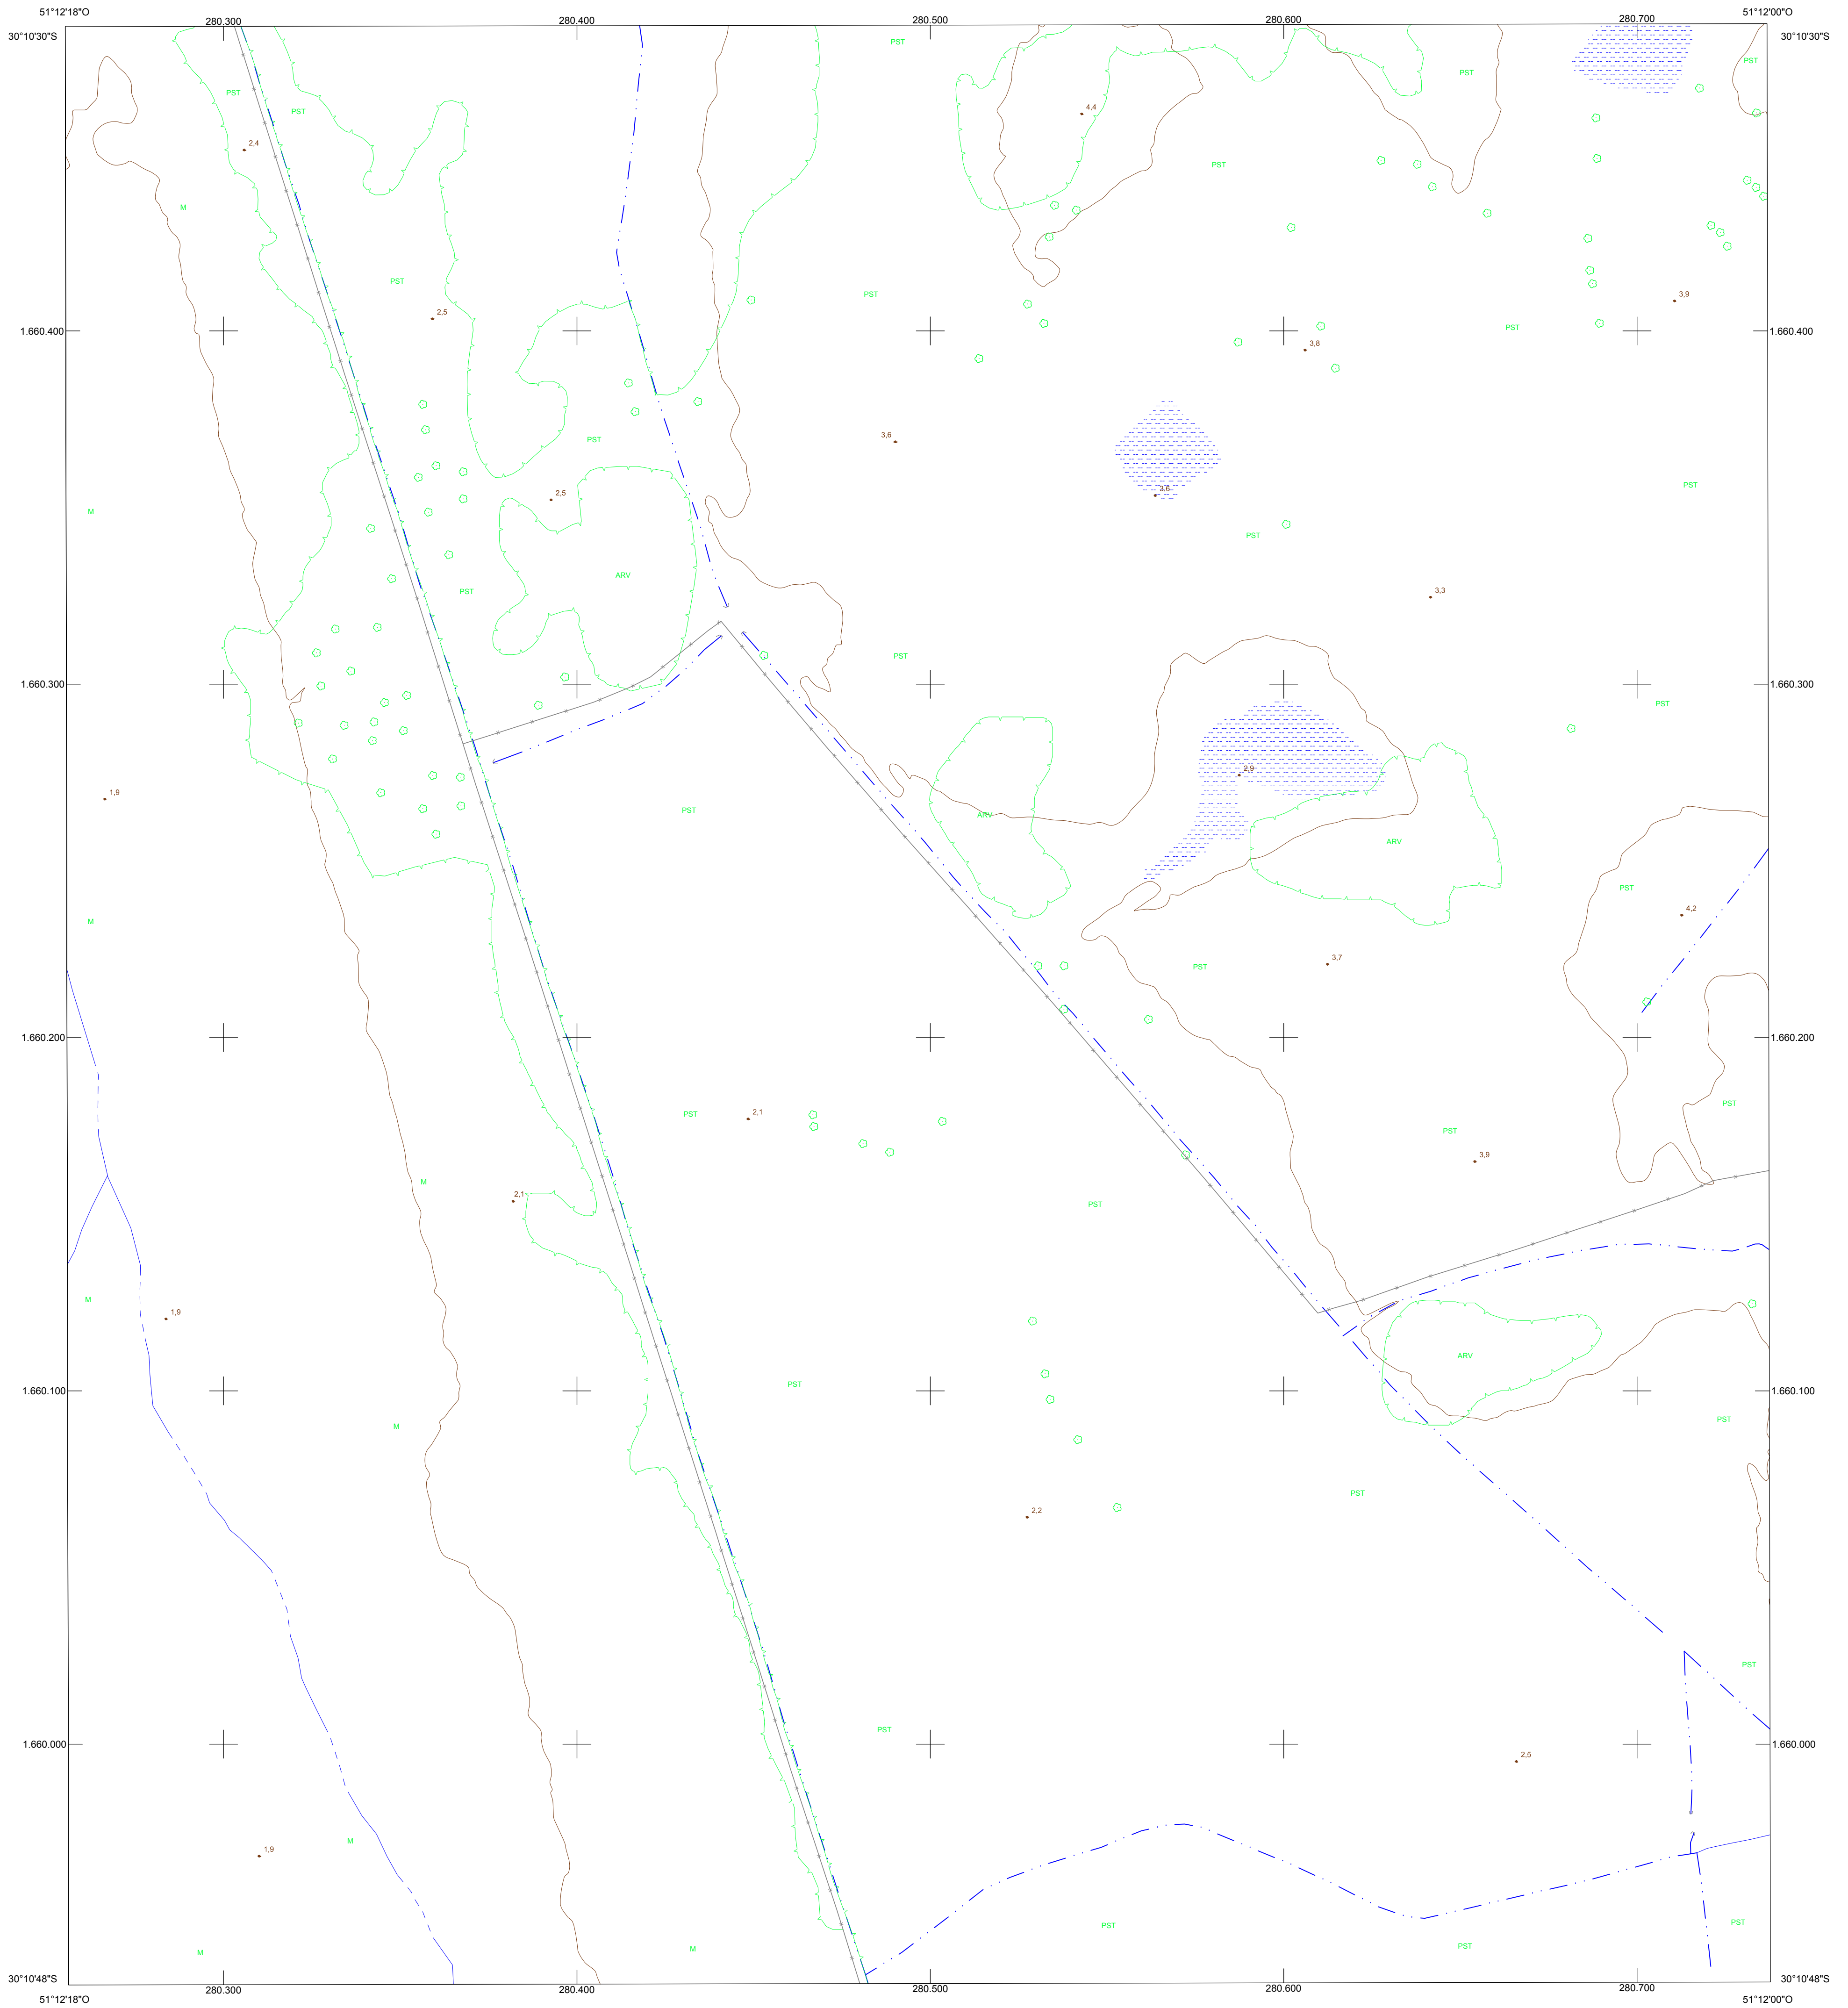 51°12'18"O 51°12'00"O
280.300 280.400 280.500 280.600 280.700
30°10'30"S 30°10'30"S
PST
PST
PST
PST
PST
4,4
2,4
PST
M
PST
PST
3,9
2,5
PST
1.660.400 1.660.400
3,8
3,6
PST
PST
3,6
2,5
M
PST
ARV
PST
3,3
PST
1.660.300 1.660.300
PST
2,9
1,9
PST
ARV
ARV
PST
4,2
M
3,7
PST
1.660.200 1.660.200
PST
PST
2,1
PST
3,9
M
2,1
PST
M
1,9
ARV
PST
1.660.100 1.660.100
PST
M
PST
2,2
PST
PST
1.660.000 1.660.000
2,5
M
1,9
PST
PST
M
M
PST
30°10'48"S 30°10'48"S
280.300 280.400 280.500 280.600 280.700
51°12'18"O 51°12'00"O